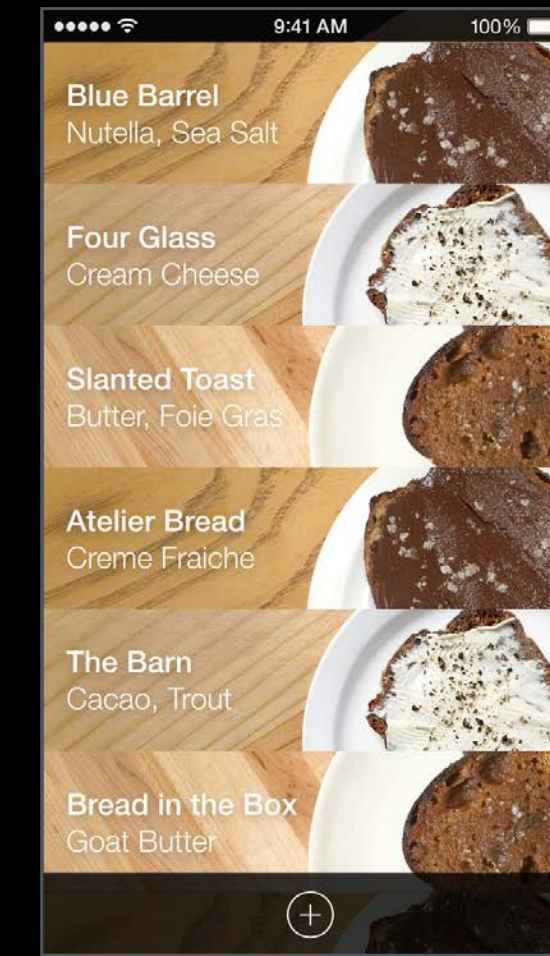 9:41 AM
100%
Blue Barrel
Nutella, Sea Salt
Four Glass
Cream Cheese
Slanted Toast
Butter, Foie Gras
Atelier Bread
Creme Fraiche
The Barn
Cacao, Trout
Bread in the Box
Goat Butter